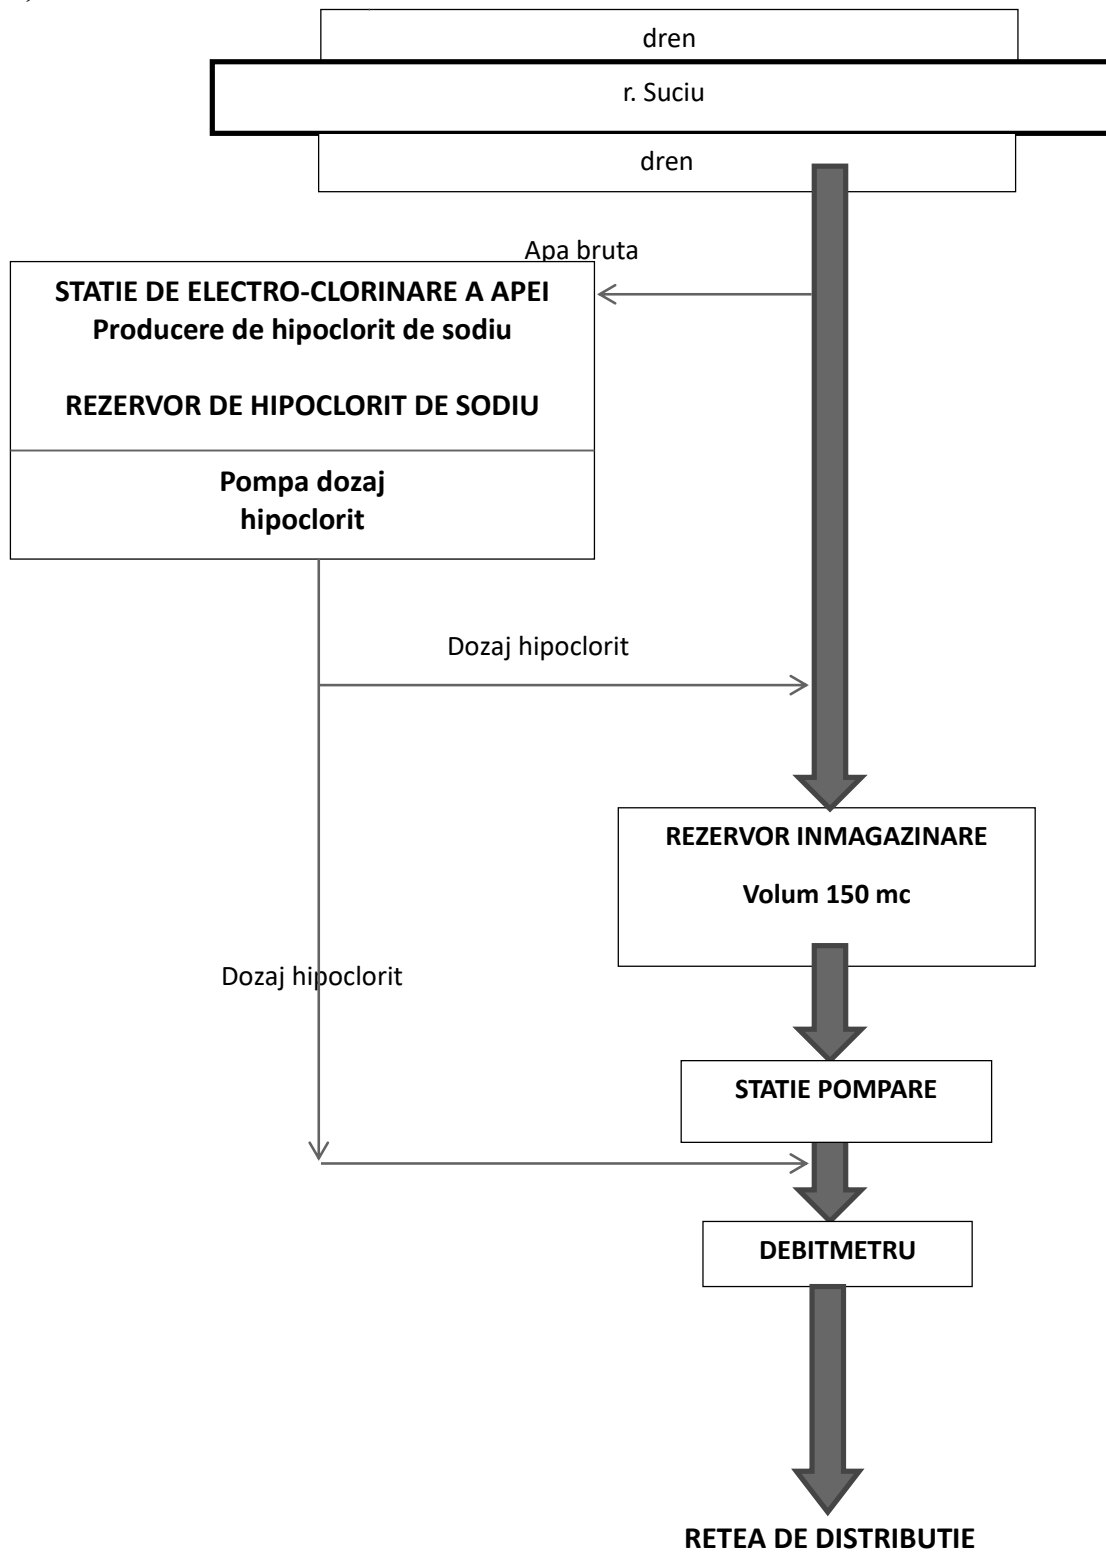 dren
r. Suciu
dren
Apa bruta
STATIE DE ELECTRO-CLORINARE A APEI
Producere de hipoclorit de sodiu
REZERVOR DE HIPOCLORIT DE SODIU
Pompa dozaj
hipoclorit
Dozaj hipoclorit
REZERVOR INMAGAZINARE
Volum 150 mc
Dozaj hipoclorit
STATIE POMPARE
DEBITMETRU
RETEA DE DISTRIBUTIE